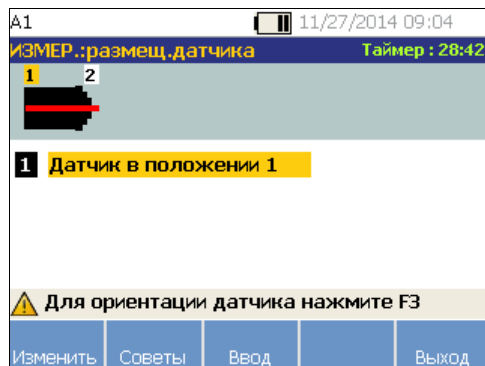 A1 11/27/2014 09:04
ИЗМЕР.:размещ.датчика Таймер : 28:42
1 2
1 Датчик в положении 1
Для ориентации датчика нажмите F3
Изменить Советы Ввод Выход